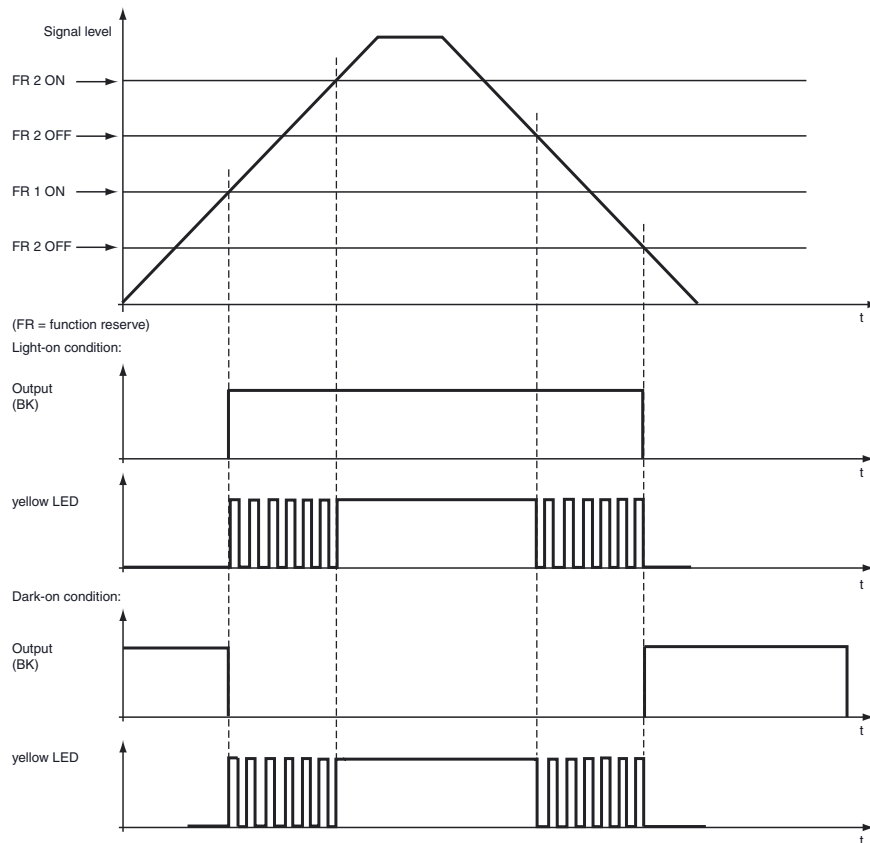 Signal level
FR 2 ON
FR 2 OFF
FR 1 ON
FR 2 OFF
t
(FR = function reserve)
Light-on condition:
Output
(BK)
t
yellow LED
t
Dark-on condition:
Output
(BK)
t
yellow LED
t